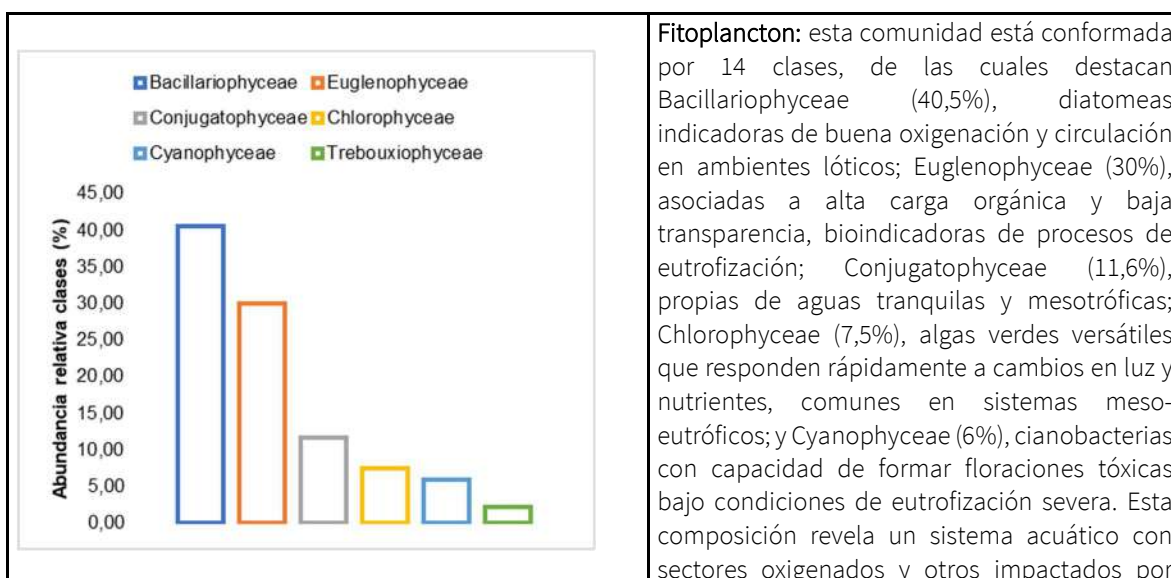 Bacillariophyceae Euglenophyceae
Conjugatophyceae Chlorophyceae
Cyanophyceae Trebouxiophyceae
Abundancia relativa clases (%)
45,00
40,00
35,00
30,00
25,00
20,00
15,00
10,00
5,00
0,00
Fitoplancton: esta comunidad está conformada
por 14 clases, de las cuales destacan
Bacillariophyceae (40,5%), diatomeas
indicadoras de buena oxigenación y circulación
en ambientes lóticos; Euglenophyceae (30%),
asociadas a alta carga orgánica y baja
transparencia, bioindicadoras de procesos de
eutrofización; Conjugatophyceae (11,6%),
propias de aguas tranquilas y mesotróficas;
Chlorophyceae (7,5%), algas verdes versátiles
que responden rápidamente a cambios en luz y
nutrientes, comunes en sistemas meso-
eutróficos; y Cyanophyceae (6%), cianobacterias
con capacidad de formar floraciones tóxicas
bajo condiciones de eutrofización severa. Esta
composición revela un sistema acuático con
sectores oxigenados y otros impactados por